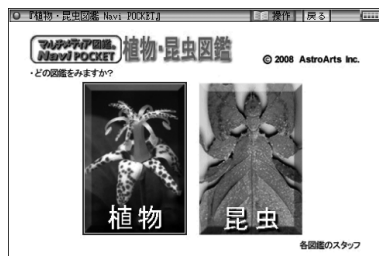 『植物・昆虫図鑑 Navi POCKET』 操作 戻る
マルチメディア図鑑 Navi POCKET 植物・昆虫図鑑
© 2008 AstroArts Inc.
・どの図鑑をみますか?
植物 昆虫
各図鑑のスタッフ